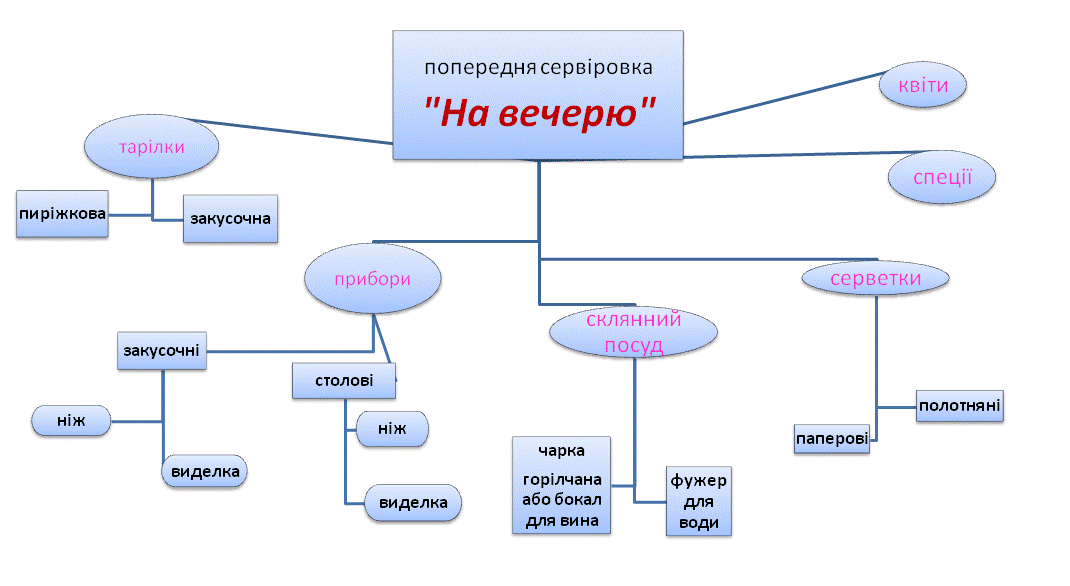 попередня сервіровка
"На вечерю"
квіти
спеції
тарілки
пиріжкова
закусочна
прибори
закусочні
ніж
виделка
столові
ніж
виделка
склянний
посуд
чарка
горілчана
або бокал
для вина
фужер
для
води
серветки
полотняні
паперові